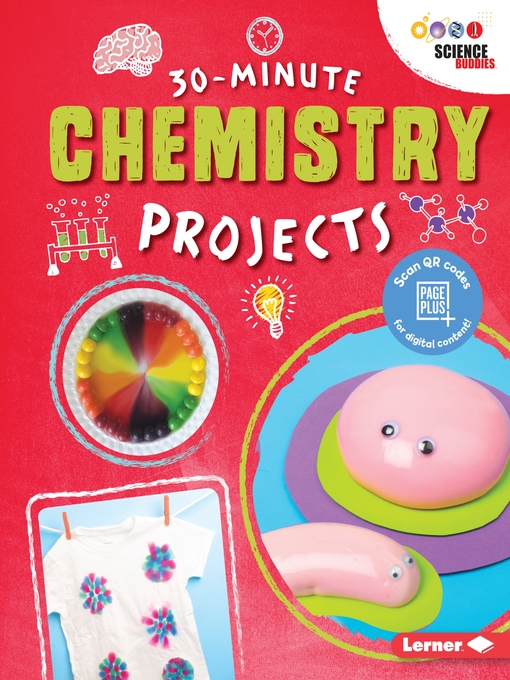 SCIENCE
BUDDIES
30-MINUTE
CHEMISTRY
PROJECTS
Scan QR codes
PAGE
PLUS
for digital content!
Lerner